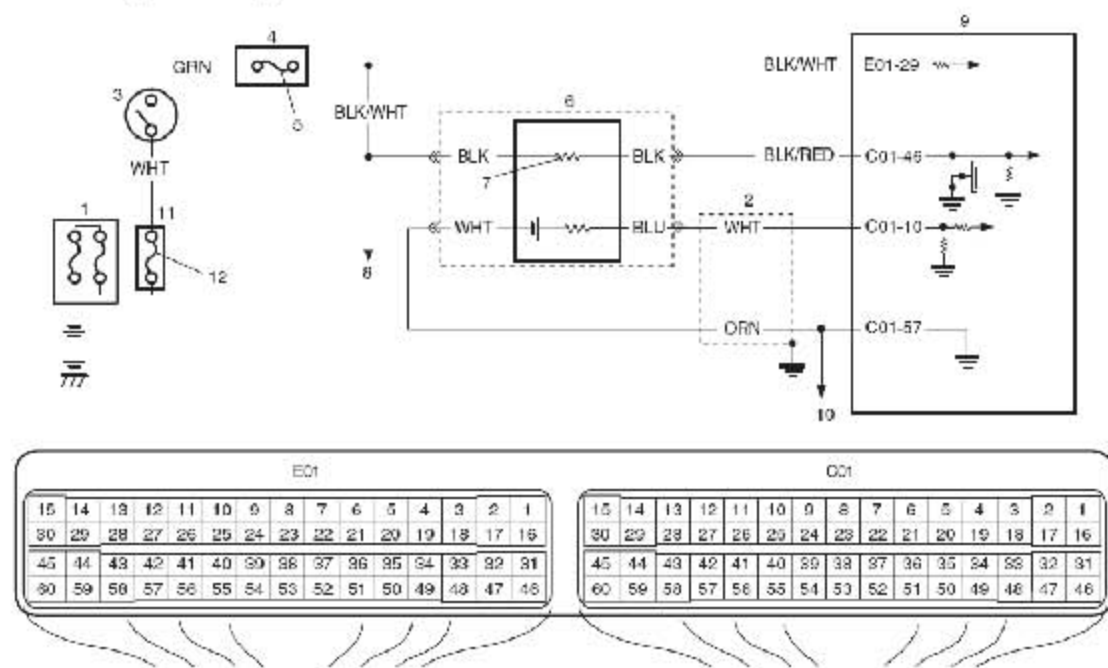 9
4
GRN
BLK/WHT
E01-29
3
5
BLK/WHT
6
WHT
BLK
BLK
BLK/RED
C01-46
7
1
11
2
WHT
BLU
WHT
C01-10
12
8
ORN
C01-57
10
E01
C01
15 14 13 12 11 10 9 8 7 6 5 4 3 2 1
15 14 13 12 11 10 9 8 7 6 5 4 3 2 1
30 29 28 27 26 25 24 23 22 21 20 19 18 17 16
30 29 28 27 26 25 24 23 22 21 20 19 18 17 16
45 44 43 42 41 40 39 38 37 36 35 34 33 32 31
45 44 43 42 41 40 39 38 37 36 35 34 33 32 31
60 59 58 57 56 55 54 53 52 51 50 49 48 47 46
60 59 58 57 56 55 54 53 52 51 50 49 48 47 46